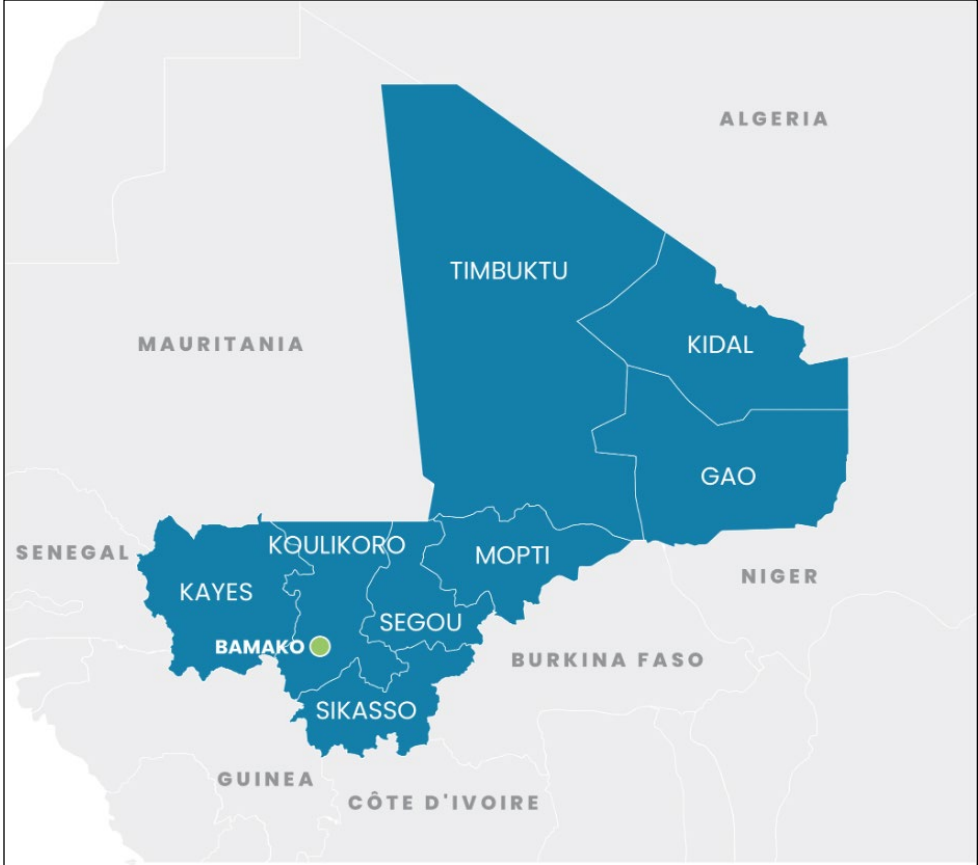 ALGERIA
TIMBUKTU
MAURITANIA
KIDAL
GAO
KOULIKORO
SENEGAL
MOPTI
NIGER
KAYES
SEGOU
BAMAKO
BURKINA FASO
SIKASSO
GUINEA
CÔTE D'IVOIRE